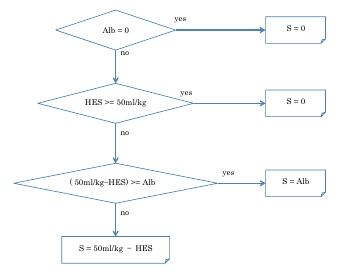 Alb = 0
yes
S = 0
no
HES >= 50ml/kg
yes
S = 0
no
( 50ml/kg−HES) >= Alb
yes
S = Alb
no
S = 50ml/kg − HES